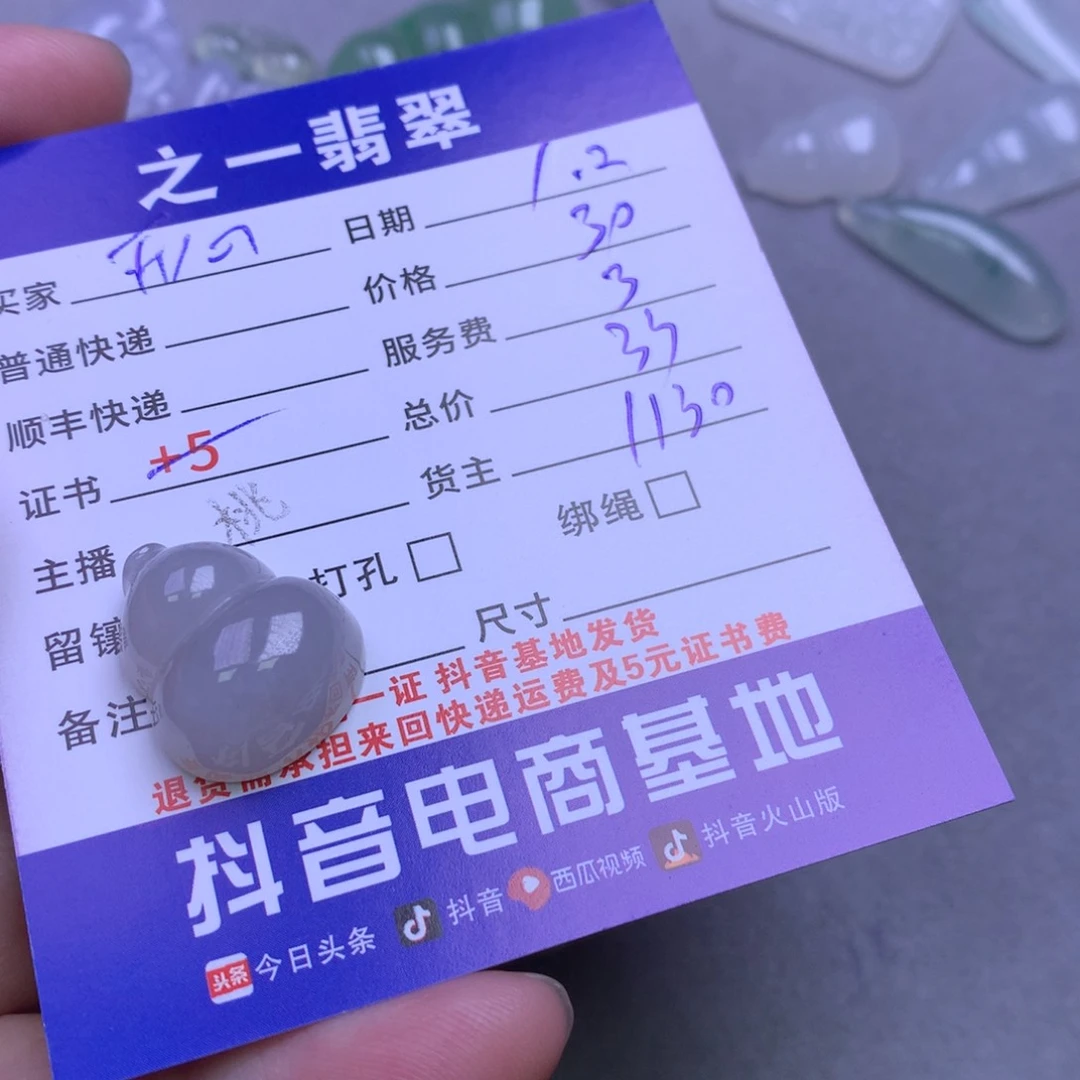 之一翡翠
买家 日期 1.2
普通快递 价格 30
顺丰快递 服务费 3
证书 +5 总价 33
主播 桃 货主 1130
留镶 打孔 绑绳
备注 尺寸
一证 抖音基地发货
退货需承担来回快递运费及5元证书费
抖音电商基地
头条 今日头条 抖音 西瓜视频 抖音火山版